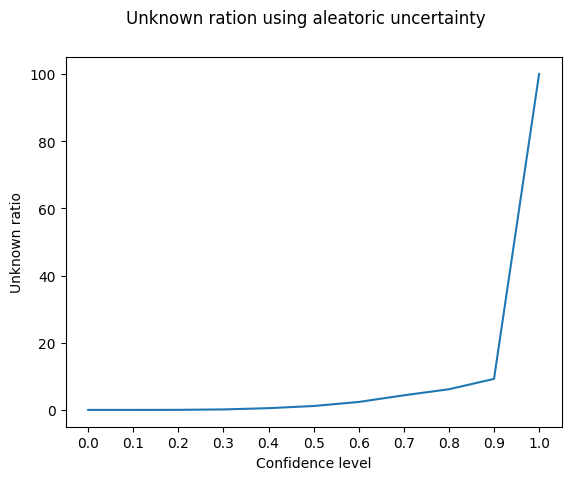 Unknown ration using aleatoric uncertainty
100
80
60
40
20
0
Unknown ratio
0.0 0.1 0.2 0.3 0.4 0.5 0.6 0.7 0.8 0.9 1.0
Confidence level